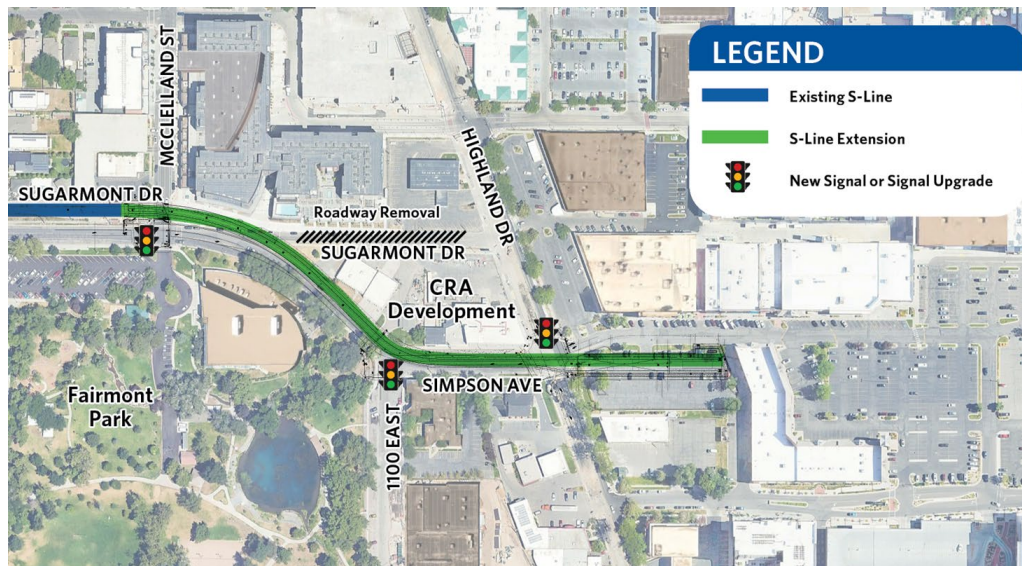 LEGEND
Existing S-Line
S-Line Extension
New Signal or Signal Upgrade
MCCLELLAND ST
HIGHLAND DR
SUGARMONT DR
Roadway Removal
SUGARMONT DR
CRA
Development
SIMPSON AVE
Fairmont
Park
1100 EAST